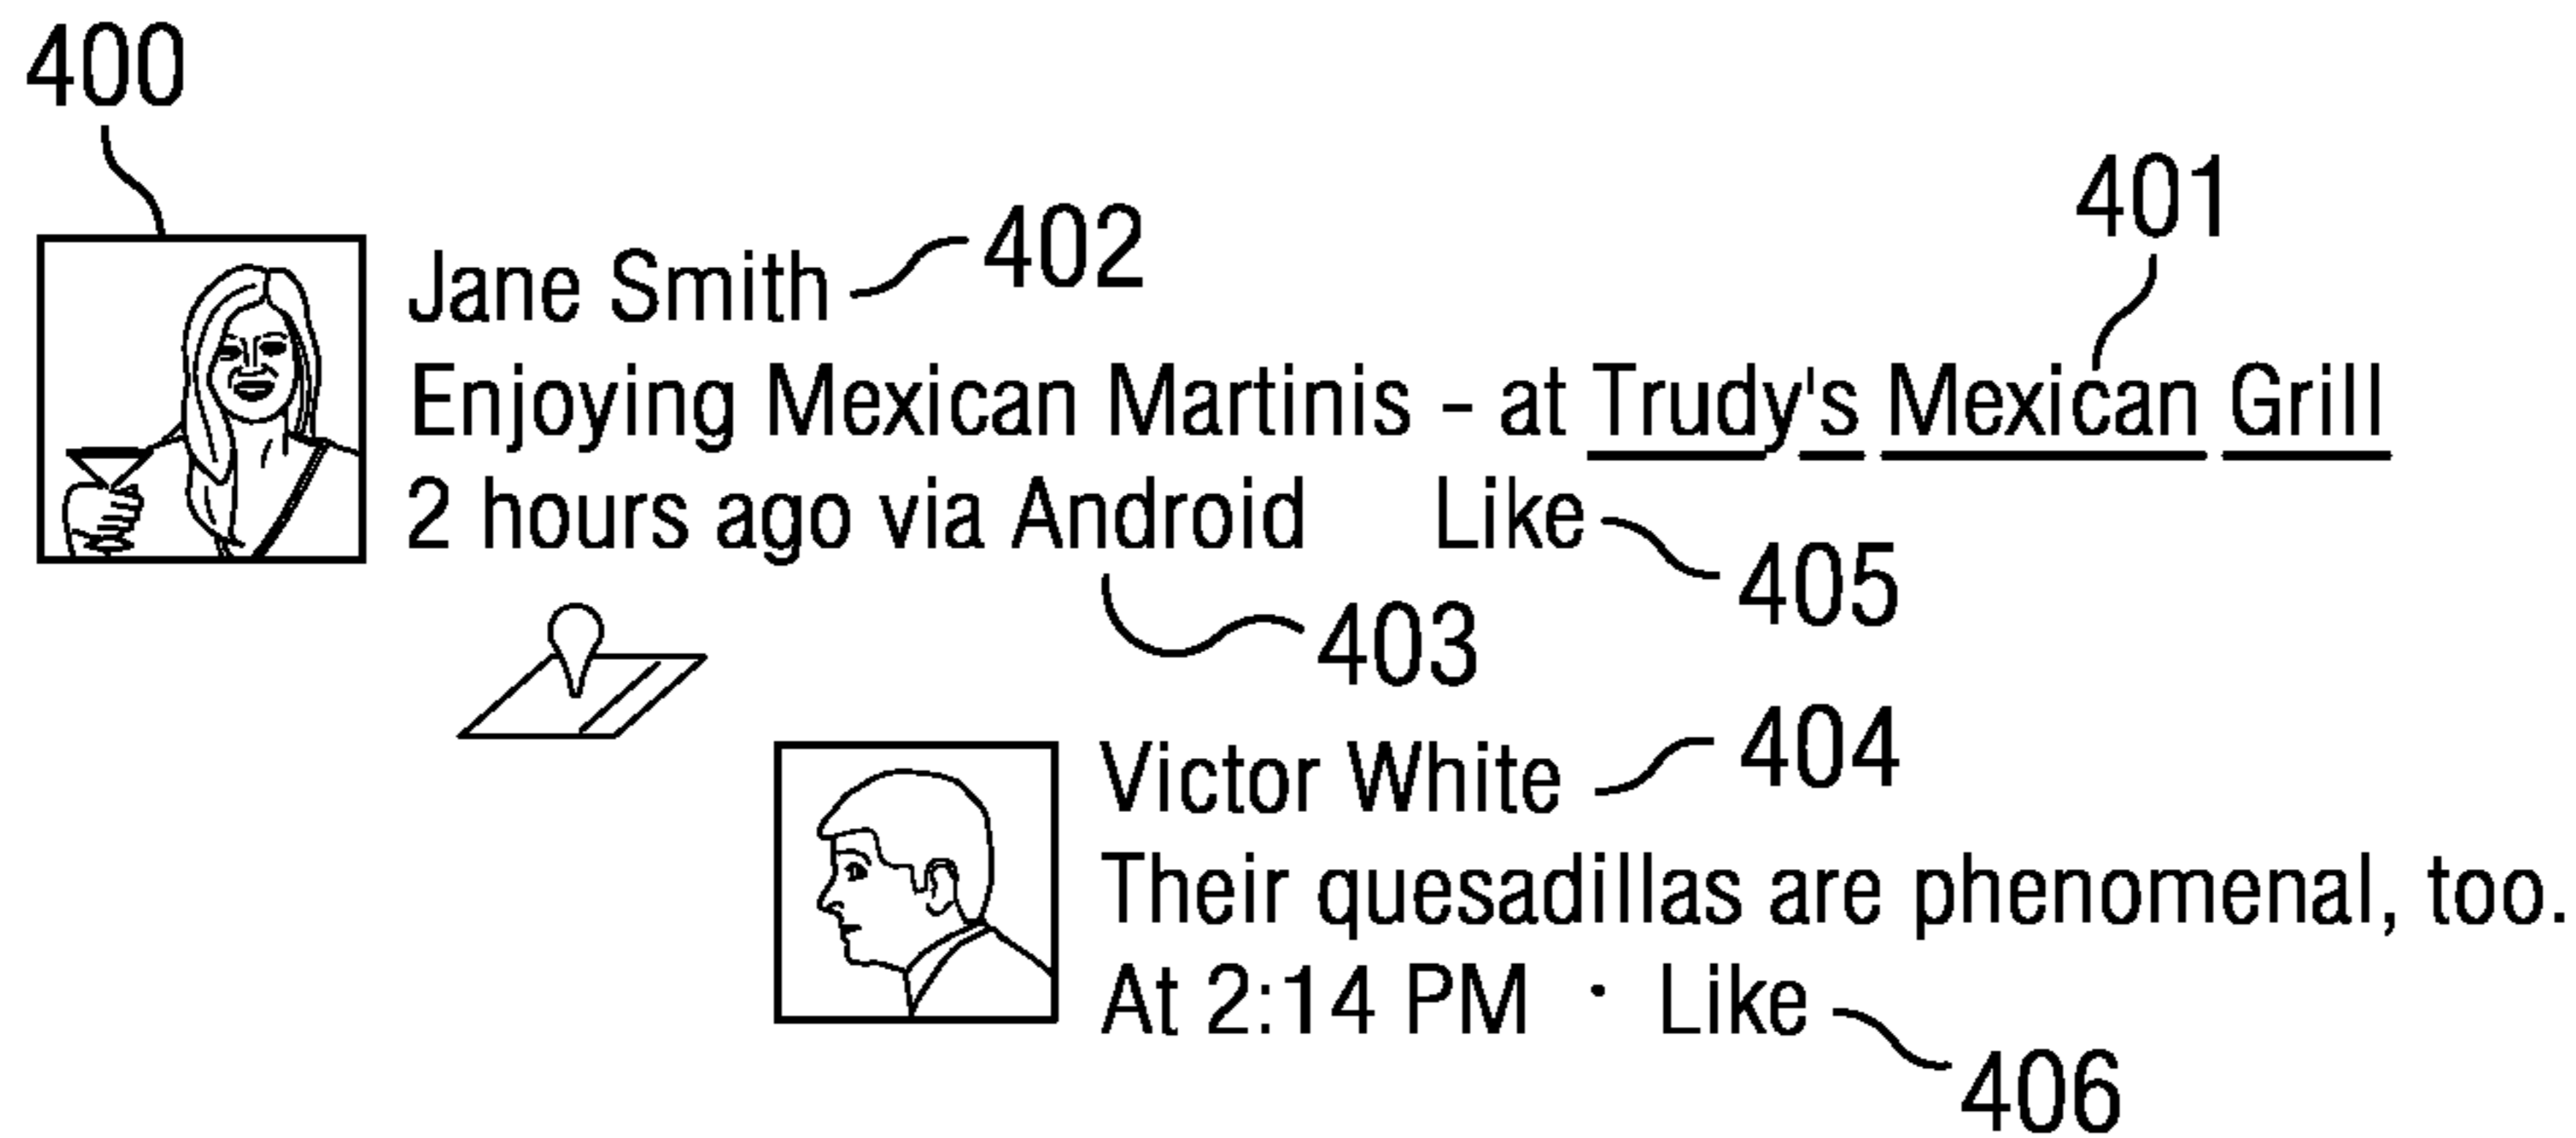 400
401
Jane Smith 402
Enjoying Mexican Martinis - at Trudy's Mexican Grill
2 hours ago via Android Like 405
403
Victor White 404
Their quesadillas are phenomenal, too.
At 2:14 PM · Like
406